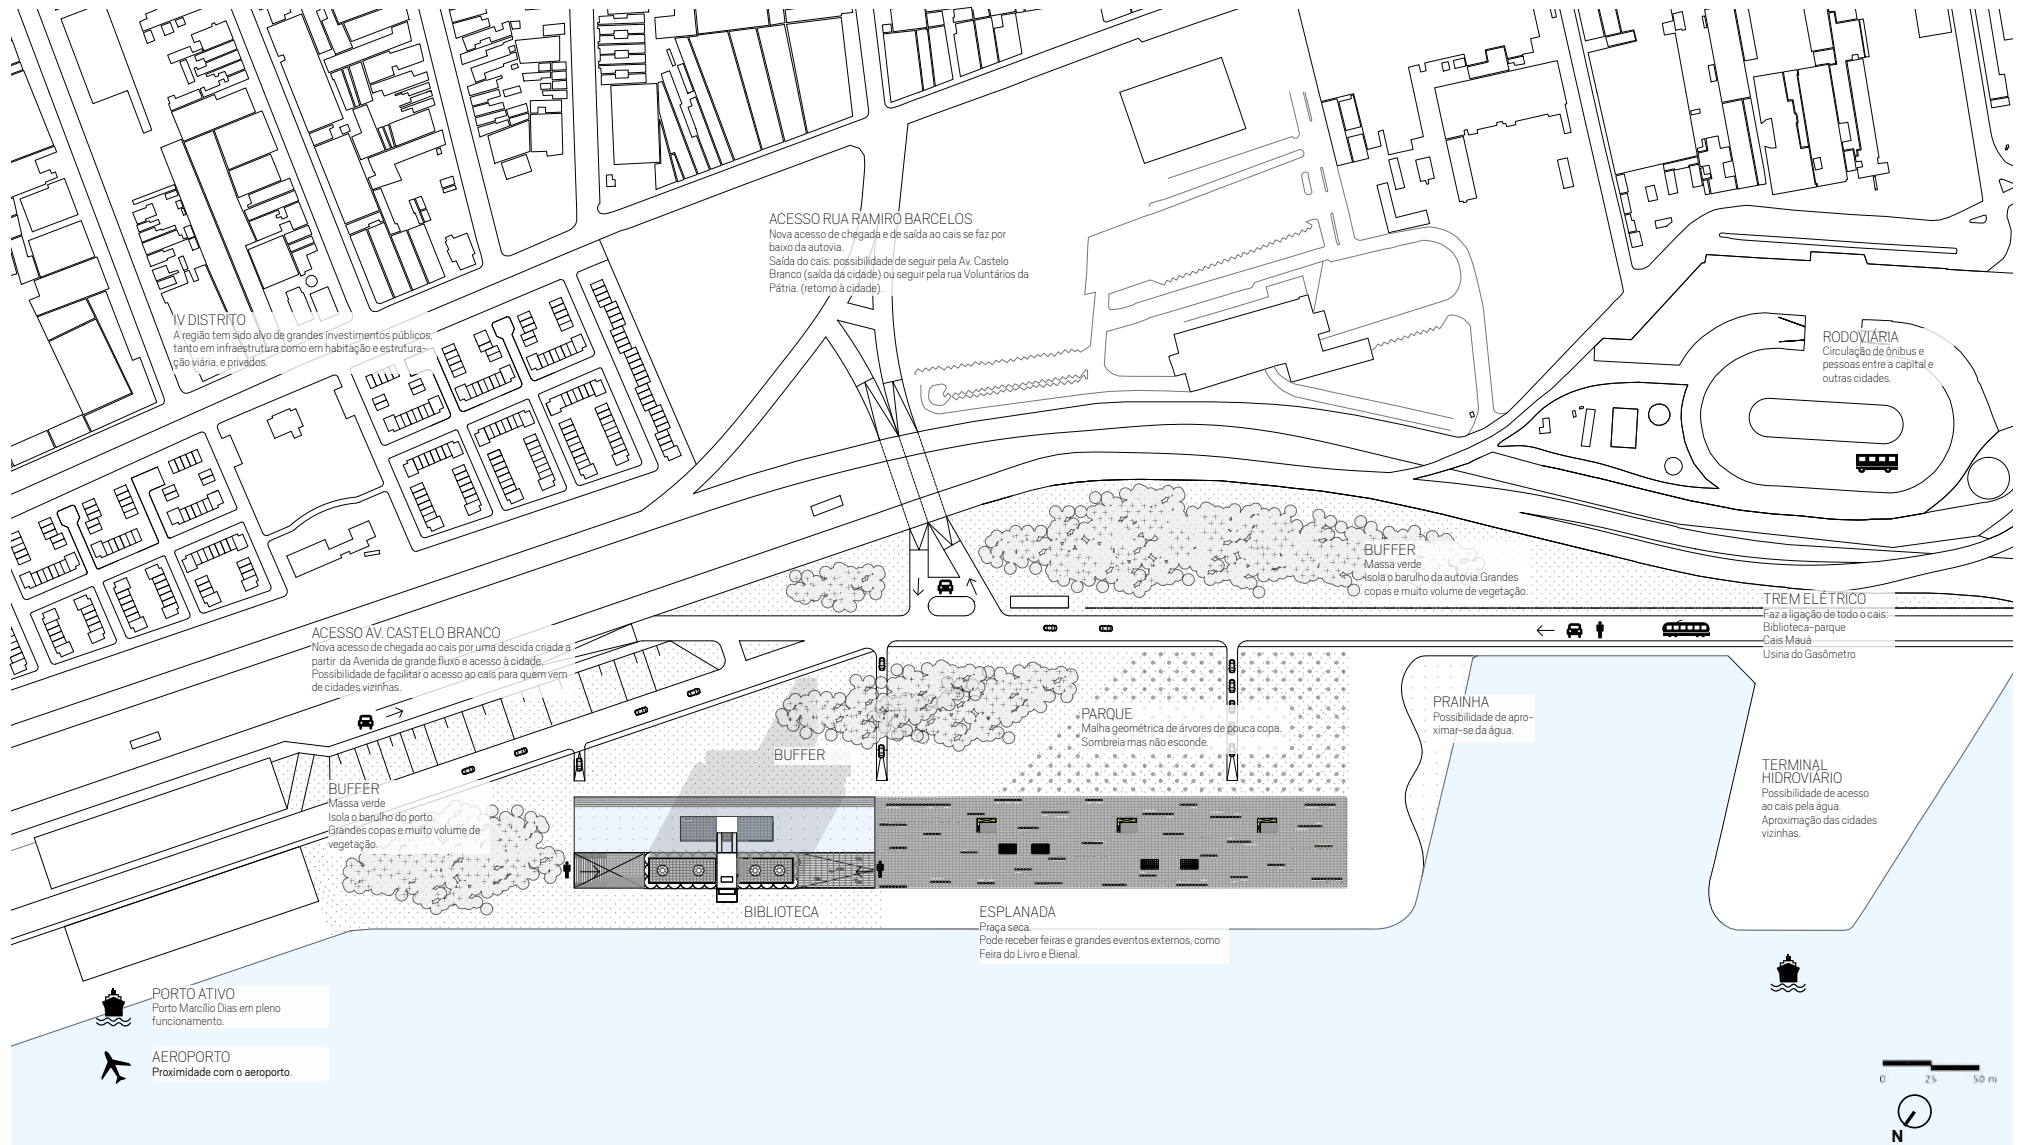 ACESSO RUA RAMIRO BARCELOS
Nova acesso de chegada e de saída ao cais se faz por
baixo da autovia.
Saída do cais: possibilidade de seguir pela Av. Castelo
Branco (saída da cidade) ou seguir pela rua Voluntários da
Pátria. (retorno à cidade).
IV DISTRITO
A região tem sido alvo de grandes investimentos públicos,
tanto em infraestrutura como em habitação e estrutura-
ção viária, e privados.
RODOVIÁRIA
Circulação de ônibus e
pessoas entre a capital e
outras cidades.
BUFFER
Massa verde
Isola o barulho da autovia.Grandes
copas e muito volume de vegetação.
TREM ELÉTRICO
Faz a ligação de todo o cais:
Biblioteca-parque
Cais Mauá
Usina do Gasômetro
ACESSO AV. CASTELO BRANCO
Nova acesso de chegada ao cais por uma descida criada a
partir da Avenida de grande fluxo e acesso à cidade.
Possibilidade de facilitar o acesso ao cais para quem vem
de cidades vizinhas.
PARQUE
Malha geométrica de árvores de pouca copa.
Sombreia mas não esconde.
PRAINHA
Possibilidade de apro-
ximar-se da água.
BUFFER
TERMINAL
HIDROVIÁRIO
Possibilidade de acesso
ao cais pela água.
Aproximação das cidades
vizinhas.
BUFFER
Massa verde
Isola o barulho do porto.
Grandes copas e muito volume de
vegetação.
BIBLIOTECA
ESPLANADA
Praça seca.
Pode receber feiras e grandes eventos externos, como
Feira do Livro e Bienal.
PORTO ATIVO
Porto Marcílio Dias em pleno
funcionamento.
AEROPORTO
Proximidade com o aeroporto.
0 25 50 m
N